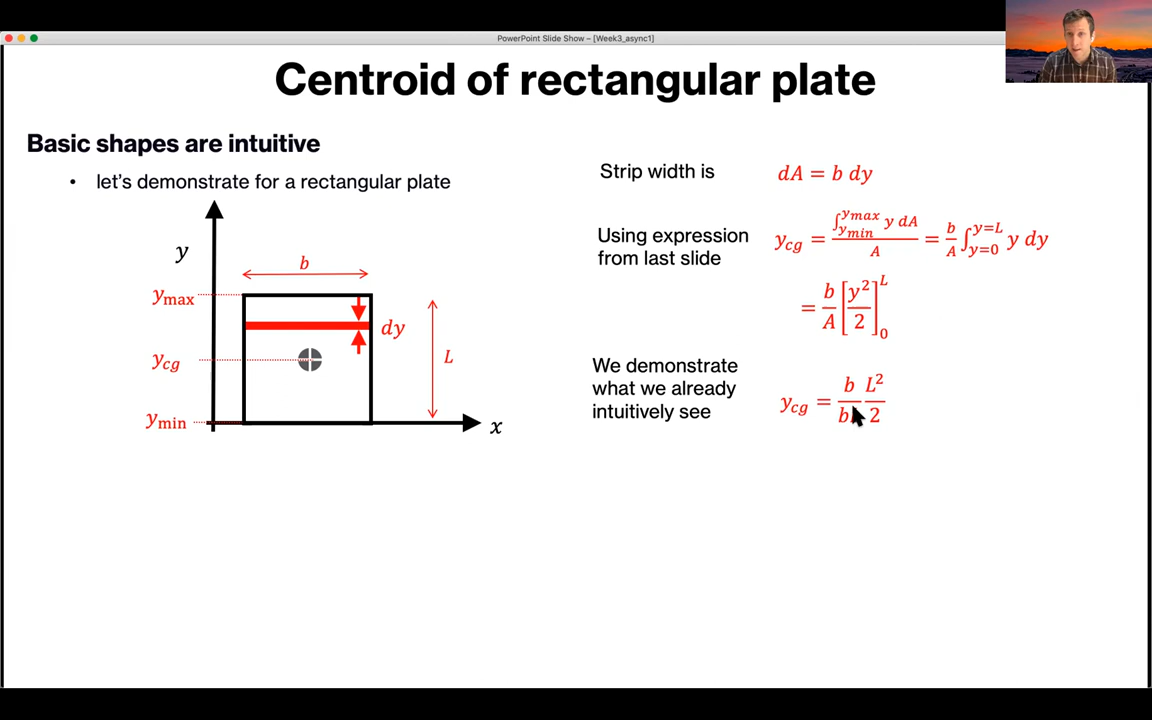 PowerPoint Slide Show – [Week3_async1]
Centroid of rectangular plate
Basic shapes are intuitive
• let's demonstrate for a rectangular plate
y
b
y_max
dy
y_cg
L
y_min
x
Strip width is dA = b dy
Using expression from last slide
y_cg = ∫_{y_min}^{y_max} y dA / A = b/A ∫_{y=0}^{y=L} y dy
= b/A [y²/2]_0^L
We demonstrate
what we already
intuitively see
y_cg = b/b L²/2